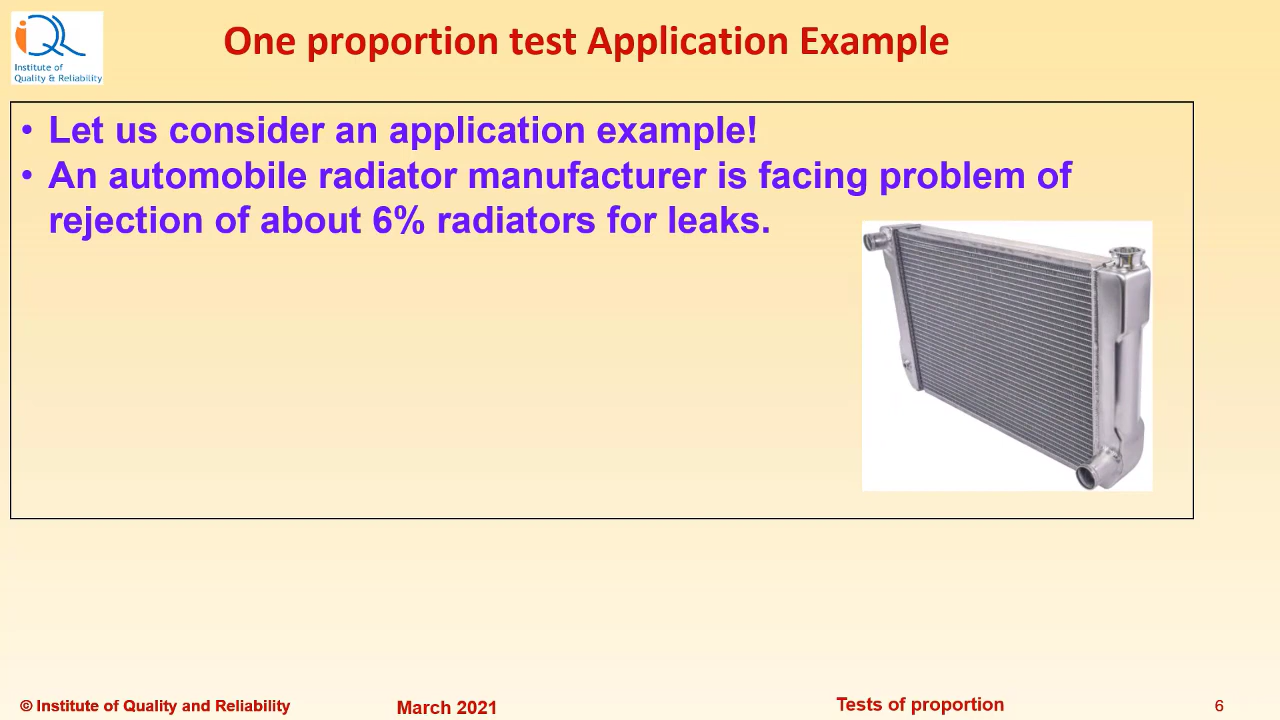 iQ
Institute of
Quality & Reliability
One proportion test Application Example
• Let us consider an application example!
• An automobile radiator manufacturer is facing problem of
rejection of about 6% radiators for leaks.
© Institute of Quality and Reliability
March 2021
Tests of proportion
6